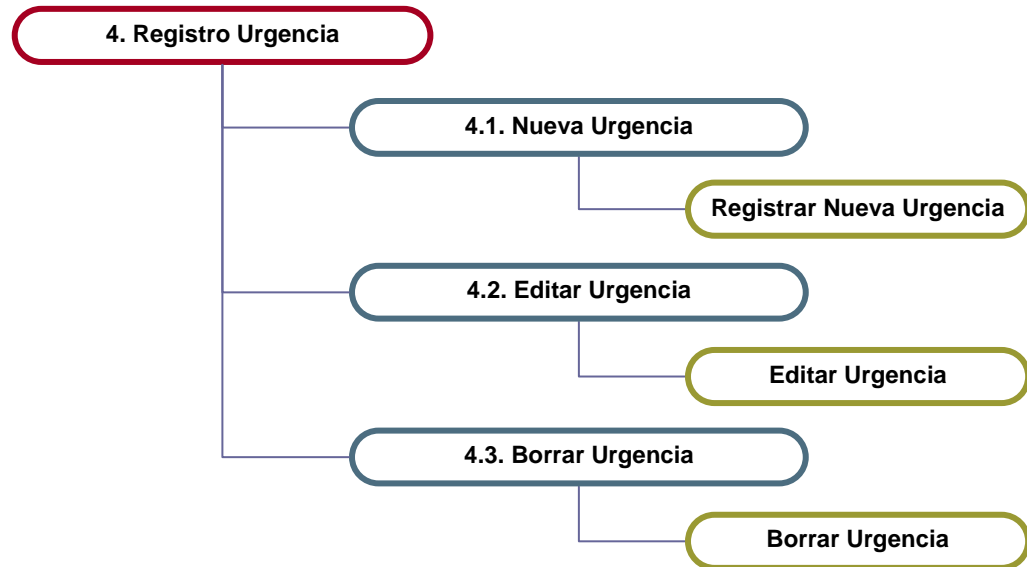 4. Registro Urgencia
4.1. Nueva Urgencia
Registrar Nueva Urgencia
4.2. Editar Urgencia
Editar Urgencia
4.3. Borrar Urgencia
Borrar Urgencia